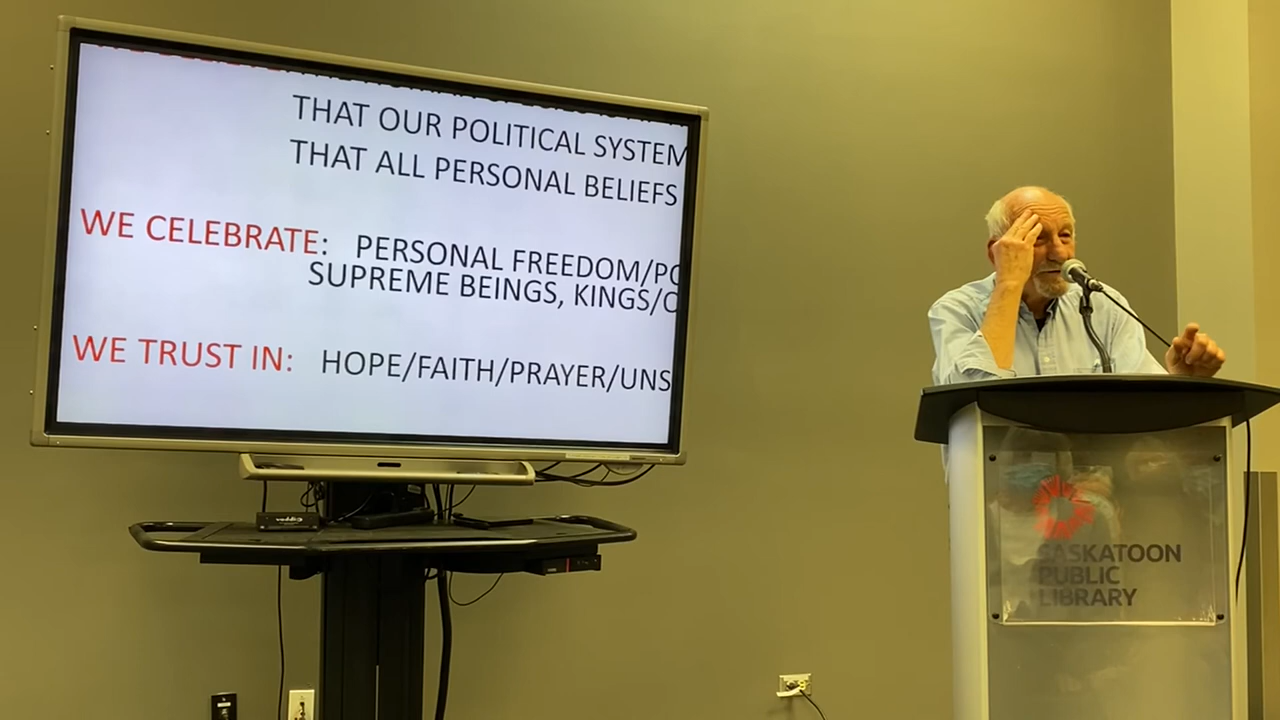 THAT OUR POLITICAL SYSTEM
THAT ALL PERSONAL BELIEFS
WE CELEBRATE: PERSONAL FREEDOM/PO
SUPREME BEINGS, KINGS/
WE TRUST IN: HOPE/FAITH/PRAYER/UNS
SASKATOON
PUBLIC
LIBRARY